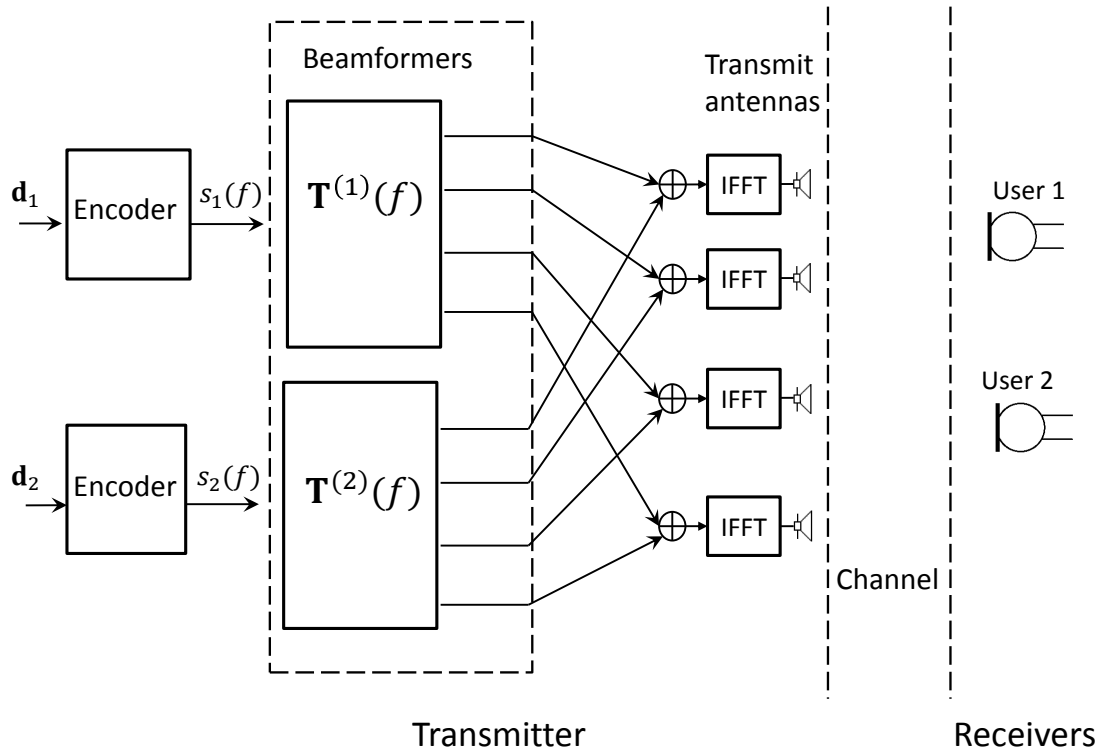 Beamformers
Transmit
antennas
𝐝₁
Encoder
𝑠₁(𝑓)
𝐓⁽¹⁾(𝑓)
IFFT
User 1
IFFT
𝐝₂
Encoder
𝑠₂(𝑓)
𝐓⁽²⁾(𝑓)
IFFT
User 2
IFFT
Channel
Transmitter
Receivers